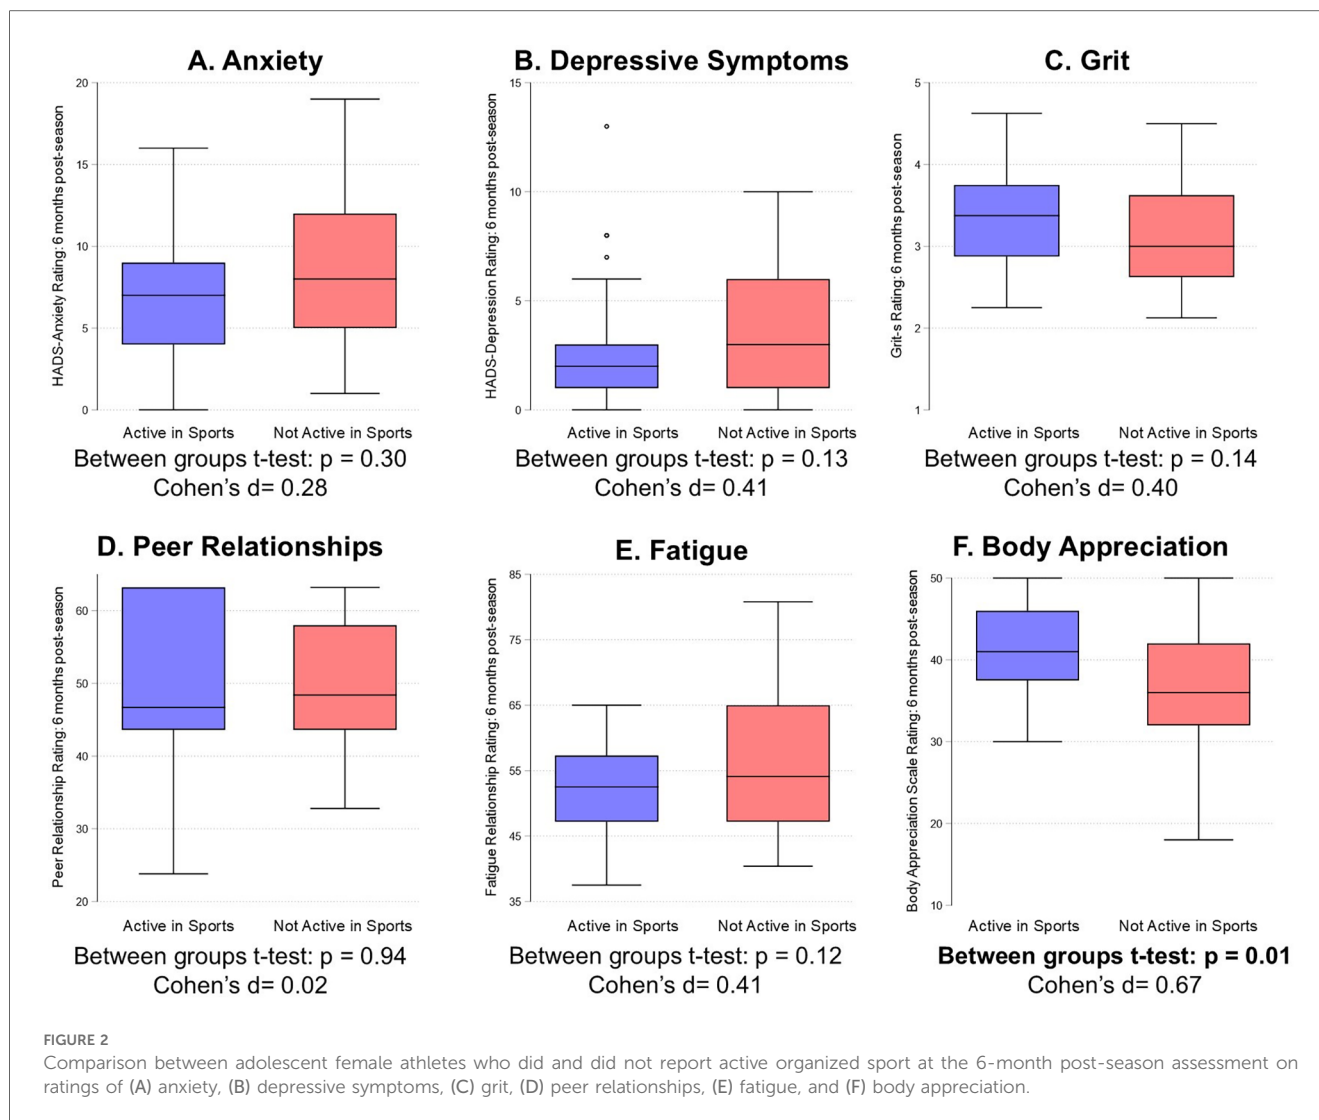 A. Anxiety
HADS-Anxiety Rating: 6 months post-season
20
15
10
5
0
Active in Sports
Not Active in Sports
Between groups t-test: p = 0.30
Cohen's d= 0.28
B. Depressive Symptoms
HADS-Depression Rating: 6 months post-season
15
10
5
0
Active in Sports
Not Active in Sports
Between groups t-test: p = 0.13
Cohen's d= 0.41
C. Grit
Grit-s Rating: 6 months post-season
5
4
3
2
1
Active in Sports
Not Active in Sports
Between groups t-test: p = 0.14
Cohen's d= 0.40
D. Peer Relationships
Peer Relationship Rating: 6 months post-season
60
50
40
30
20
Active in Sports
Not Active in Sports
Between groups t-test: p = 0.94
Cohen's d= 0.02
E. Fatigue
Fatigue Relationship Rating: 6 months post-season
85
75
65
55
45
35
Active in Sports
Not Active in Sports
Between groups t-test: p = 0.12
Cohen's d= 0.41
F. Body Appreciation
Body Appreciation Scale Rating: 6 months post-season
50
40
30
20
10
Active in Sports
Not Active in Sports
Between groups t-test: p = 0.01
Cohen's d= 0.67
FIGURE 2
Comparison between adolescent female athletes who did and did not report active organized sport at the 6-month post-season assessment on
ratings of (A) anxiety, (B) depressive symptoms, (C) grit, (D) peer relationships, (E) fatigue, and (F) body appreciation.